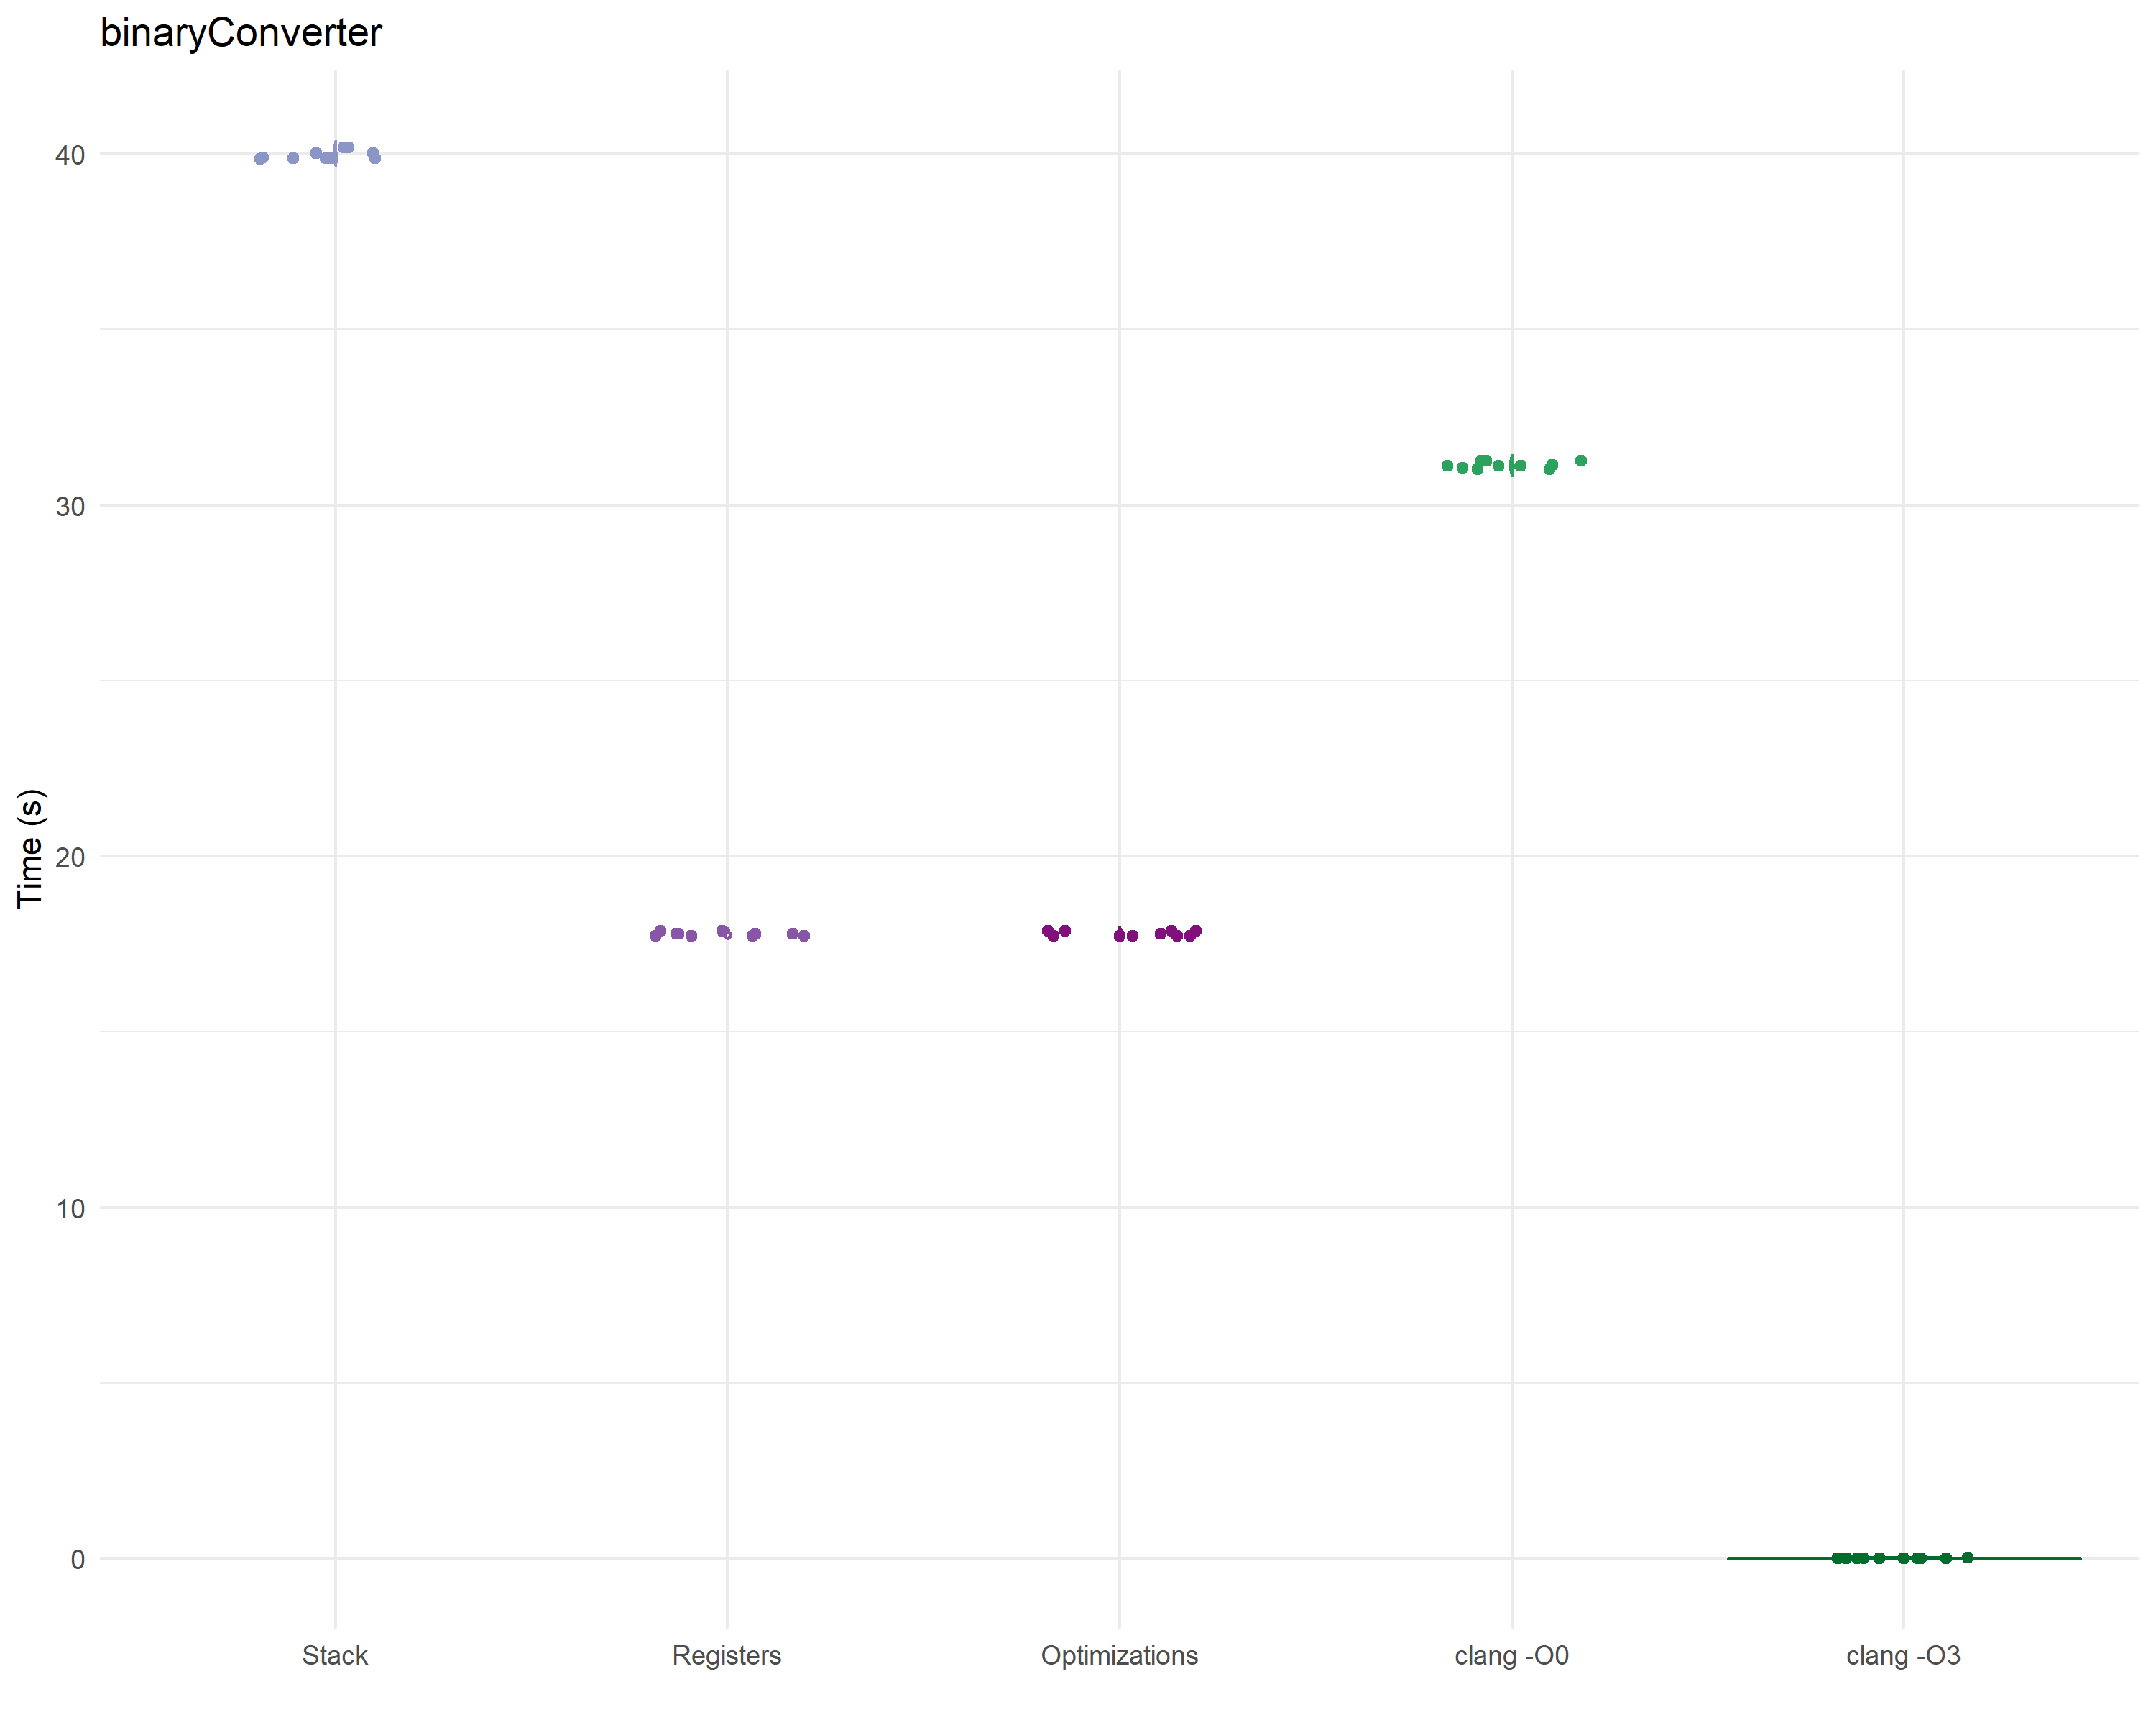 binaryConverter
Time (s)
40
30
20
10
0
Stack Registers Optimizations clang -O0 clang -O3